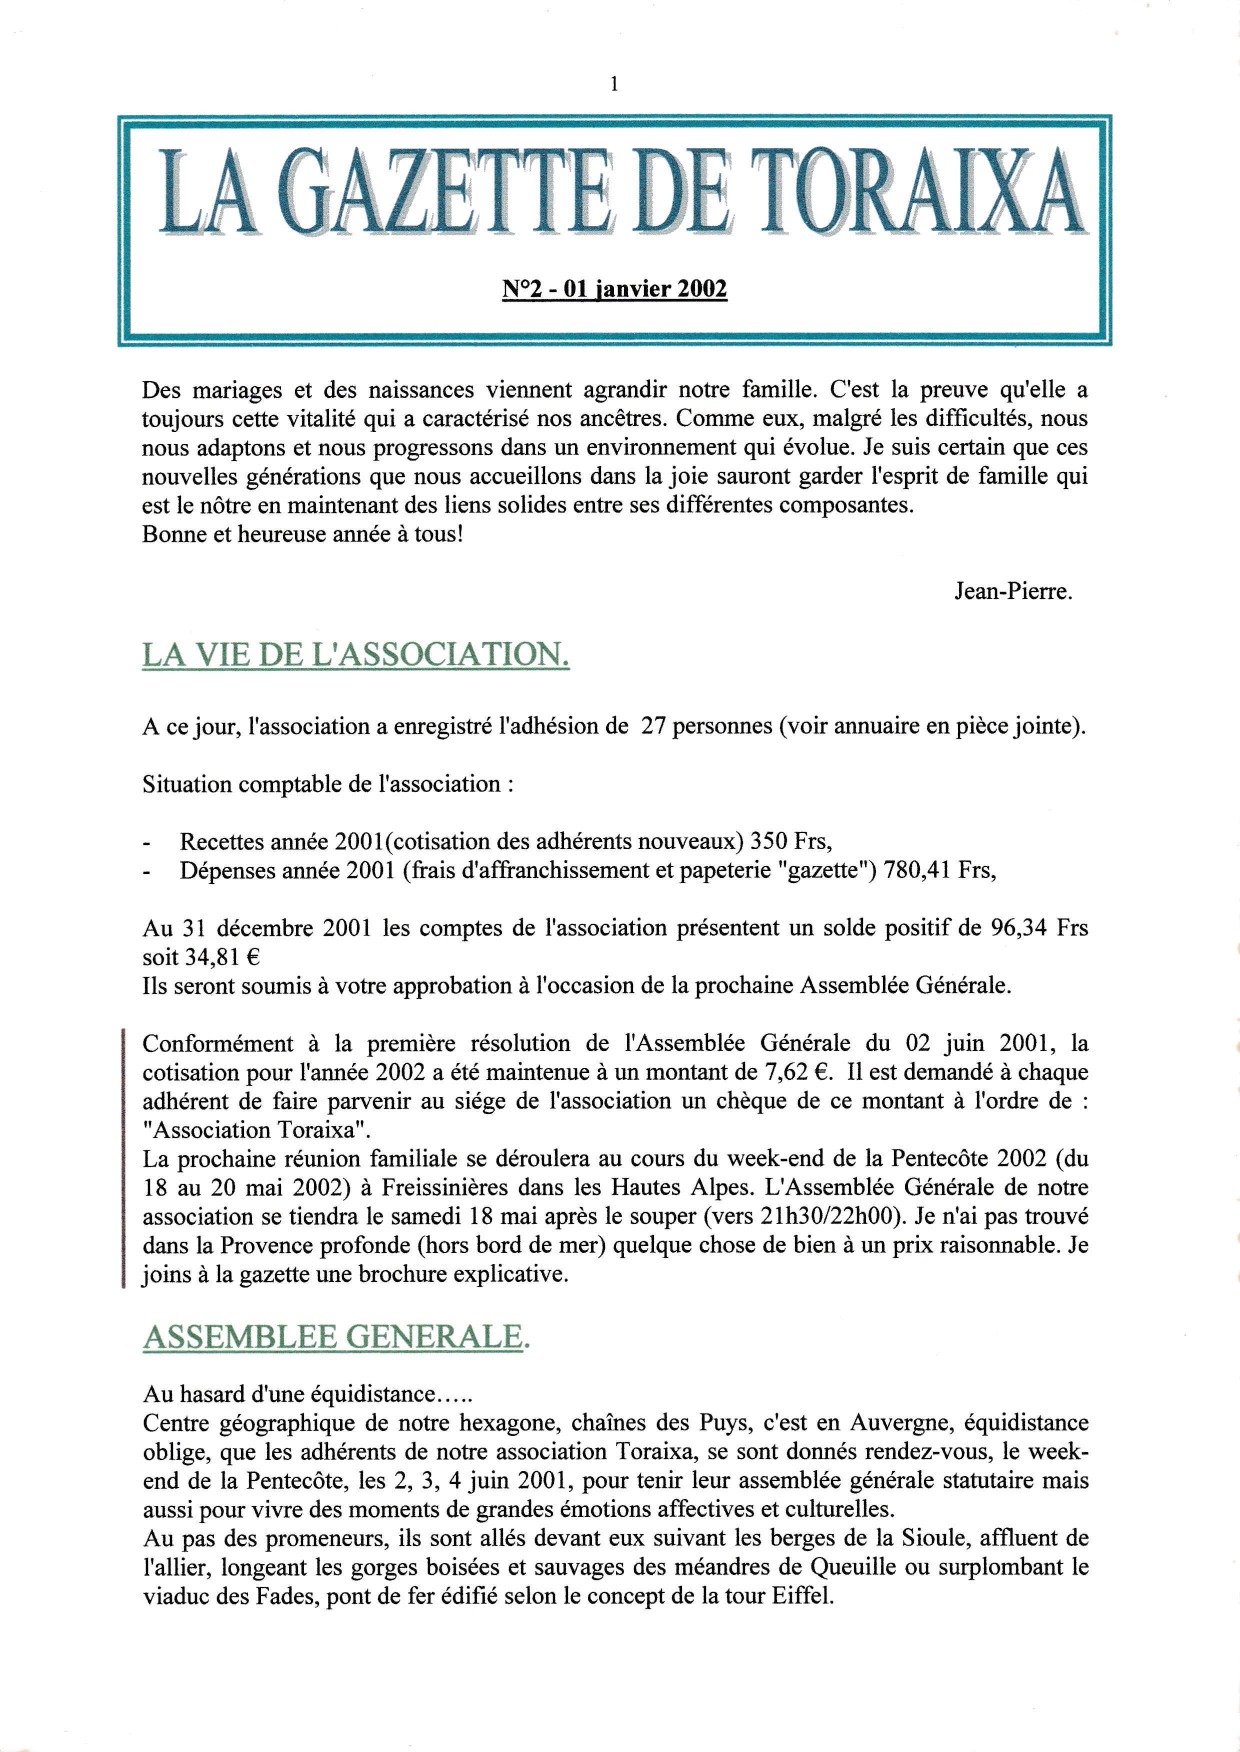 1
LA GAZETTE DE TORAIXA
N°2 - 01 janvier 2002
Des mariages et des naissances viennent agrandir notre famille. C'est la preuve qu'elle a
toujours cette vitalité qui a caractérisé nos ancêtres. Comme eux, malgré les difficultés, nous
nous adaptons et nous progressons dans un environnement qui évolue. Je suis certain que ces
nouvelles générations que nous accueillons dans la joie sauront garder l'esprit de famille qui
est le nôtre en maintenant des liens solides entre ses différentes composantes.
Bonne et heureuse année à tous!
Jean-Pierre.
LA VIE DE L'ASSOCIATION.
A ce jour, l'association a enregistré l'adhésion de 27 personnes (voir annuaire en pièce jointe).
Situation comptable de l'association :
- Recettes année 2001(cotisation des adhérents nouveaux) 350 Frs,
- Dépenses année 2001 (frais d'affranchissement et papeterie "gazette") 780,41 Frs,
Au 31 décembre 2001 les comptes de l'association présentent un solde positif de 96,34 Frs
soit 34,81 €
Ils seront soumis à votre approbation à l'occasion de la prochaine Assemblée Générale.
Conformément à la première résolution de l'Assemblée Générale du 02 juin 2001, la
cotisation pour l'année 2002 a été maintenue à un montant de 7,62 €. Il est demandé à chaque
adhérent de faire parvenir au siége de l'association un chèque de ce montant à l'ordre de :
"Association Toraixa".
La prochaine réunion familiale se déroulera au cours du week-end de la Pentecôte 2002 (du
18 au 20 mai 2002) à Freissinières dans les Hautes Alpes. L'Assemblée Générale de notre
association se tiendra le samedi 18 mai après le souper (vers 21h30/22h00). Je n'ai pas trouvé
dans la Provence profonde (hors bord de mer) quelque chose de bien à un prix raisonnable. Je
joins à la gazette une brochure explicative.
ASSEMBLEE GENERALE.
Au hasard d'une équidistance…..
Centre géographique de notre hexagone, chaînes des Puys, c'est en Auvergne, équidistance
oblige, que les adhérents de notre association Toraixa, se sont donnés rendez-vous, le week-
end de la Pentecôte, les 2, 3, 4 juin 2001, pour tenir leur assemblée générale statutaire mais
aussi pour vivre des moments de grandes émotions affectives et culturelles.
Au pas des promeneurs, ils sont allés devant eux suivant les berges de la Sioule, affluent de
l'allier, longeant les gorges boisées et sauvages des méandres de Queuille ou surplombant le
viaduc des Fades, pont de fer édifié selon le concept de la tour Eiffel.